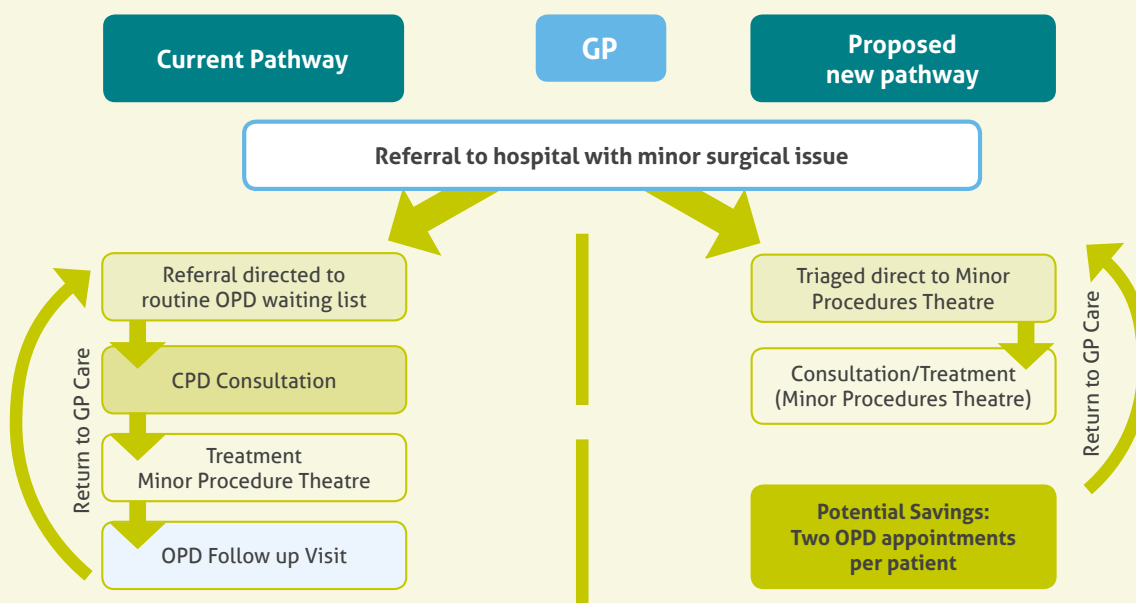 Current Pathway
GP
Proposed
new pathway
Referral to hospital with minor surgical issue
Referral directed to
routine OPD waiting list
CPD Consultation
Treatment
Minor Procedure Theatre
OPD Follow up Visit
Return to GP Care
Triaged direct to Minor
Procedures Theatre
Consultation/Treatment
(Minor Procedures Theatre)
Return to GP Care
Potential Savings:
Two OPD appointments
per patient